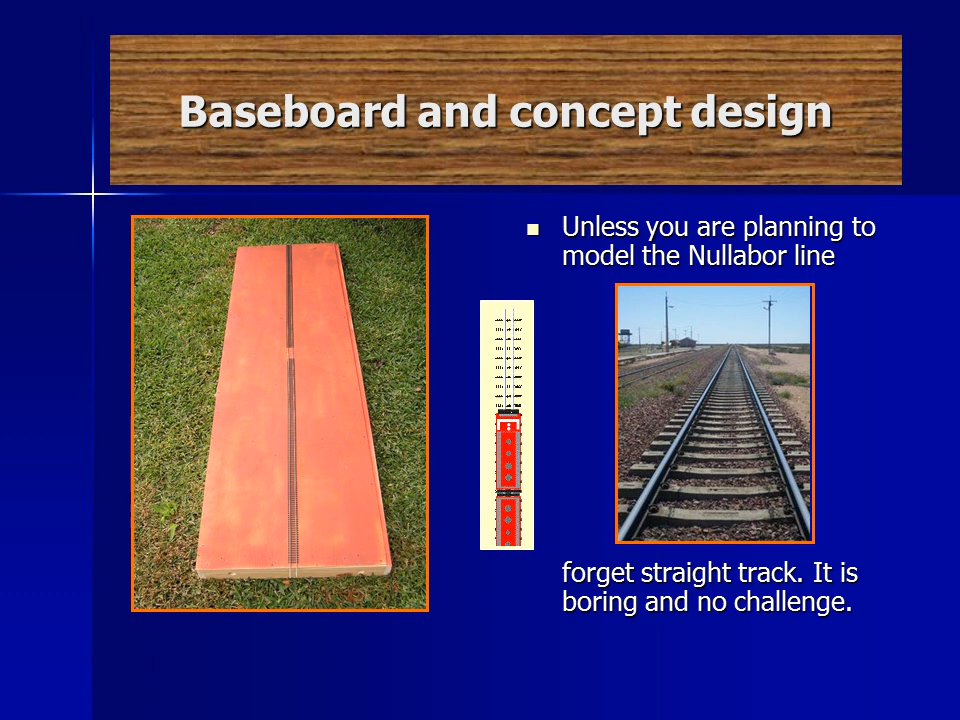 Baseboard and concept design
Unless you are planning to
model the Nullabor line
forget straight track. It is
boring and no challenge.